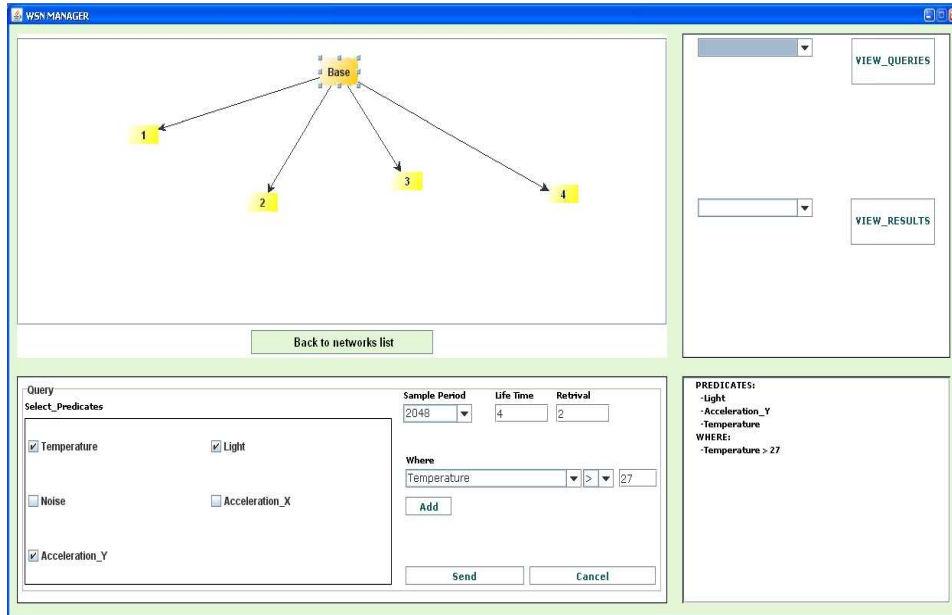 WSN MANAGER
Base
1
2
3
4
Back to networks list
VIEW_QUERIES
VIEW_RESULTS
Query
Select_Predicates
Temperature
Light
Noise
Acceleration_X
Acceleration_Y
Sample Period
Life Time
Retrival
2048
4
2
Where
Temperature
>
27
Add
Send
Cancel
PREDICATES:
-Light
-Acceleration_Y
-Temperature
WHERE:
-Temperature > 27